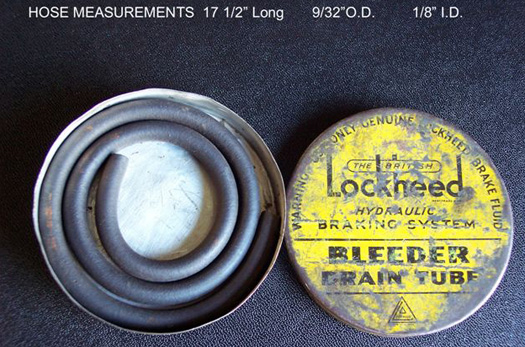 HOSE MEASUREMENTS 17 1/2" Long 9/32"O.D. 1/8" I.D.
WARNING USE ONLY GENUINE LOCKHEED BRAKE FLUID
THE BRITISH
Lockheed
HYDRAULIC
BRAKING SYSTEM
BLEEDER
DRAIN TUBE